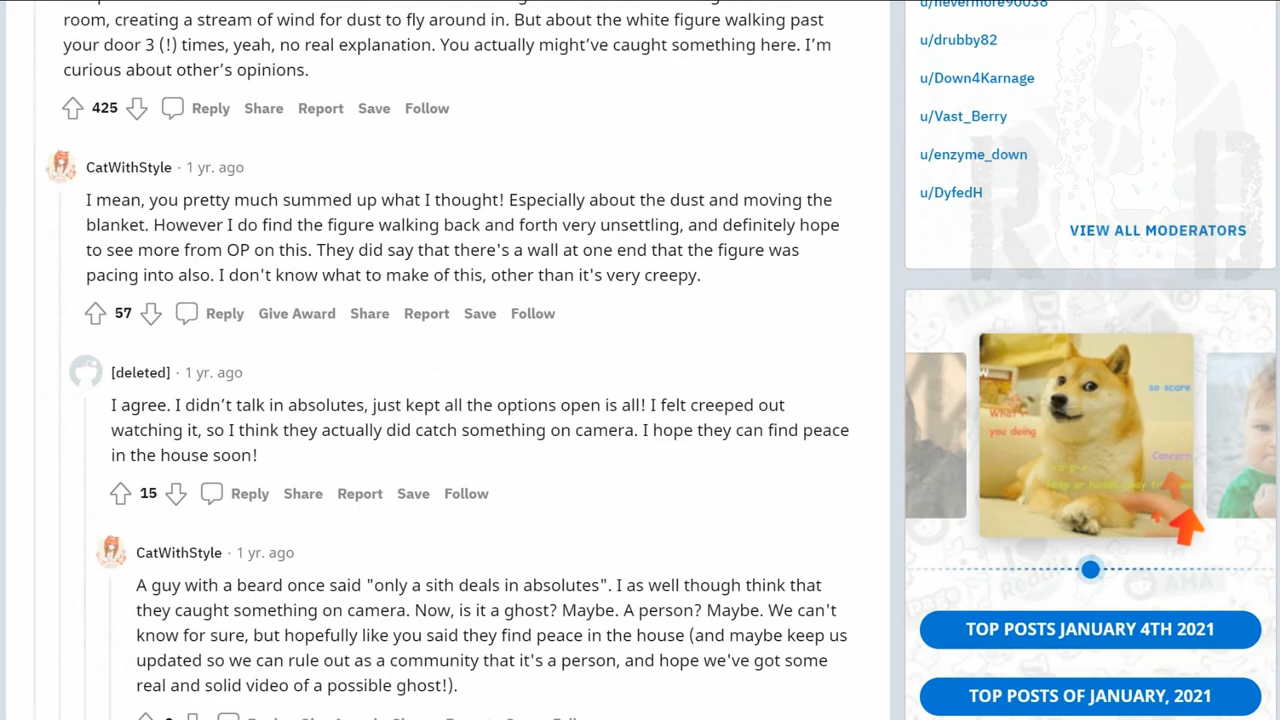 room, creating a stream of wind for dust to fly around in. But about the white figure walking past
your door 3 (!) times, yeah, no real explanation. You actually might've caught something here. I'm
curious about other's opinions.
425 Reply Share Report Save Follow
CatWithStyle · 1 yr. ago
I mean, you pretty much summed up what I thought! Especially about the dust and moving the
blanket. However I do find the figure walking back and forth very unsettling, and definitely hope
to see more from OP on this. They did say that there's a wall at one end that the figure was
pacing into also. I don't know what to make of this, other than it's very creepy.
57 Reply Give Award Share Report Save Follow
[deleted] · 1 yr. ago
I agree. I didn't talk in absolutes, just kept all the options open is all! I felt creeped out
watching it, so I think they actually did catch something on camera. I hope they can find peace
in the house soon!
15 Reply Share Report Save Follow
CatWithStyle · 1 yr. ago
A guy with a beard once said "only a sith deals in absolutes". I as well though think that
they caught something on camera. Now, is it a ghost? Maybe. A person? Maybe. We can't
know for sure, but hopefully like you said they find peace in the house (and maybe keep us
updated so we can rule out as a community that it's a person, and hope we've got some
real and solid video of a possible ghost!).
u/nevermore90038
u/drubby82
u/Down4Karnage
u/Vast_Berry
u/enzyme_down
u/DyfedH
VIEW ALL MODERATORS
so scare
What
you doing
Concern
TOP POSTS JANUARY 4TH 2021
TOP POSTS OF JANUARY, 2021